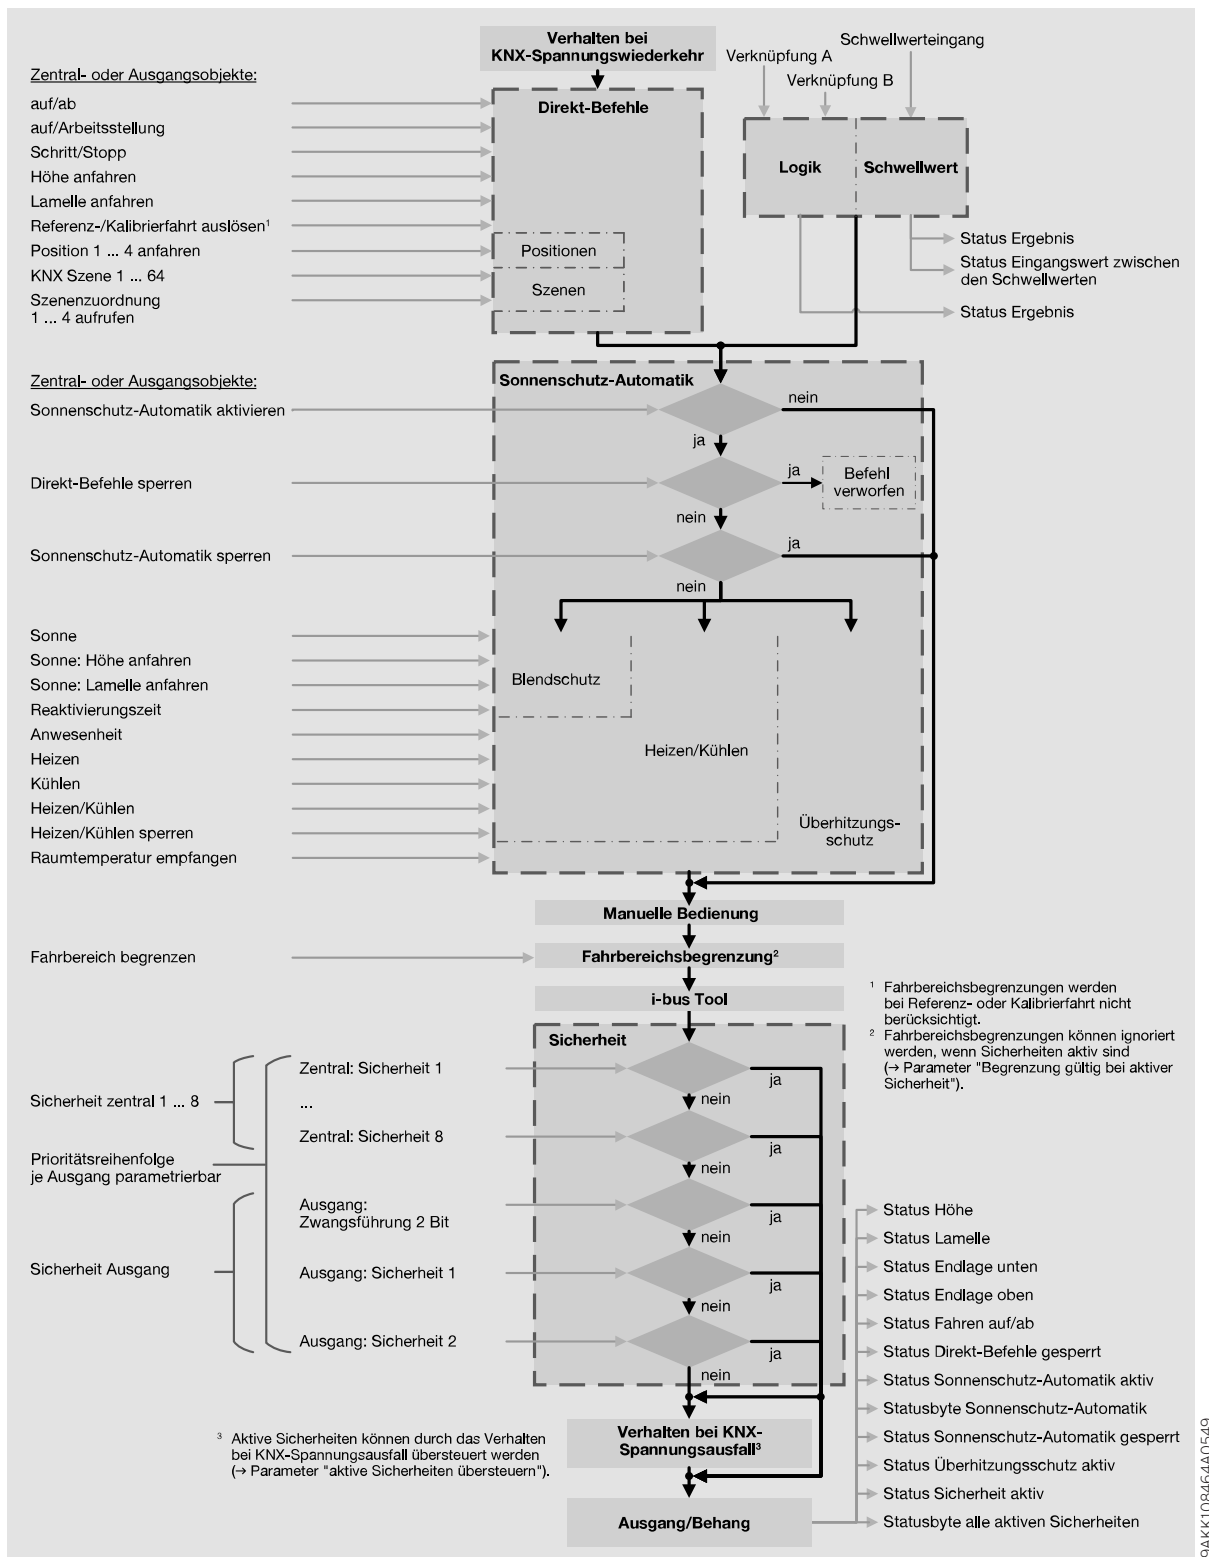 Verhalten bei
KNX-Spannungswiederkehr
Schwellwerteingang
Verknüpfung A
Verknüpfung B
Zentral- oder Ausgangsobjekte:
auf/ab
auf/Arbeitsstellung
Schritt/Stopp
Höhe anfahren
Lamelle anfahren
Referenz-/Kalibrierfahrt auslösen¹
Position 1 ... 4 anfahren
KNX Szene 1 ... 64
Szenenzuordnung
1 ... 4 aufrufen
Direkt-Befehle
Positionen
Szenen
Logik
Schwellwert
Status Ergebnis
Status Eingangswert zwischen
den Schwellwerten
Status Ergebnis
Zentral- oder Ausgangsobjekte:
Sonnenschutz-Automatik aktivieren
Direkt-Befehle sperren
Sonnenschutz-Automatik sperren
Sonne
Sonne: Höhe anfahren
Sonne: Lamelle anfahren
Reaktivierungszeit
Anwesenheit
Heizen
Kühlen
Heizen/Kühlen
Heizen/Kühlen sperren
Raumtemperatur empfangen
Sonnenschutz-Automatik
nein
ja
ja
Befehl
verworfen
nein
ja
nein
Blendschutz
Heizen/Kühlen
Überhitzungs-
schutz
Manuelle Bedienung
Fahrbereich begrenzen
Fahrbereichsbegrenzung²
i-bus Tool
¹ Fahrbereichsbegrenzungen werden
bei Referenz- oder Kalibrierfahrt nicht
berücksichtigt.
² Fahrbereichsbegrenzungen können ignoriert
werden, wenn Sicherheiten aktiv sind
(→ Parameter "Begrenzung gültig bei aktiver
Sicherheit").
Sicherheit
Sicherheit zentral 1 ... 8
Prioritätsreihenfolge
je Ausgang parametrierbar
Sicherheit Ausgang
Zentral: Sicherheit 1
...
Zentral: Sicherheit 8
Ausgang:
Zwangsführung 2 Bit
Ausgang: Sicherheit 1
Ausgang: Sicherheit 2
ja
nein
ja
nein
ja
nein
ja
nein
ja
nein
³ Aktive Sicherheiten können durch das Verhalten
bei KNX-Spannungsausfall übersteuert werden
(→ Parameter "aktive Sicherheiten übersteuern").
Verhalten bei KNX-
Spannungsausfall³
Ausgang/Behang
Status Höhe
Status Lamelle
Status Endlage unten
Status Endlage oben
Status Fahren auf/ab
Status Direkt-Befehle gesperrt
Status Sonnenschutz-Automatik aktiv
Statusbyte Sonnenschutz-Automatik
Status Sonnenschutz-Automatik gesperrt
Status Überhitzungsschutz aktiv
Status Sicherheit aktiv
Statusbyte alle aktiven Sicherheiten
9AKK108464A0549